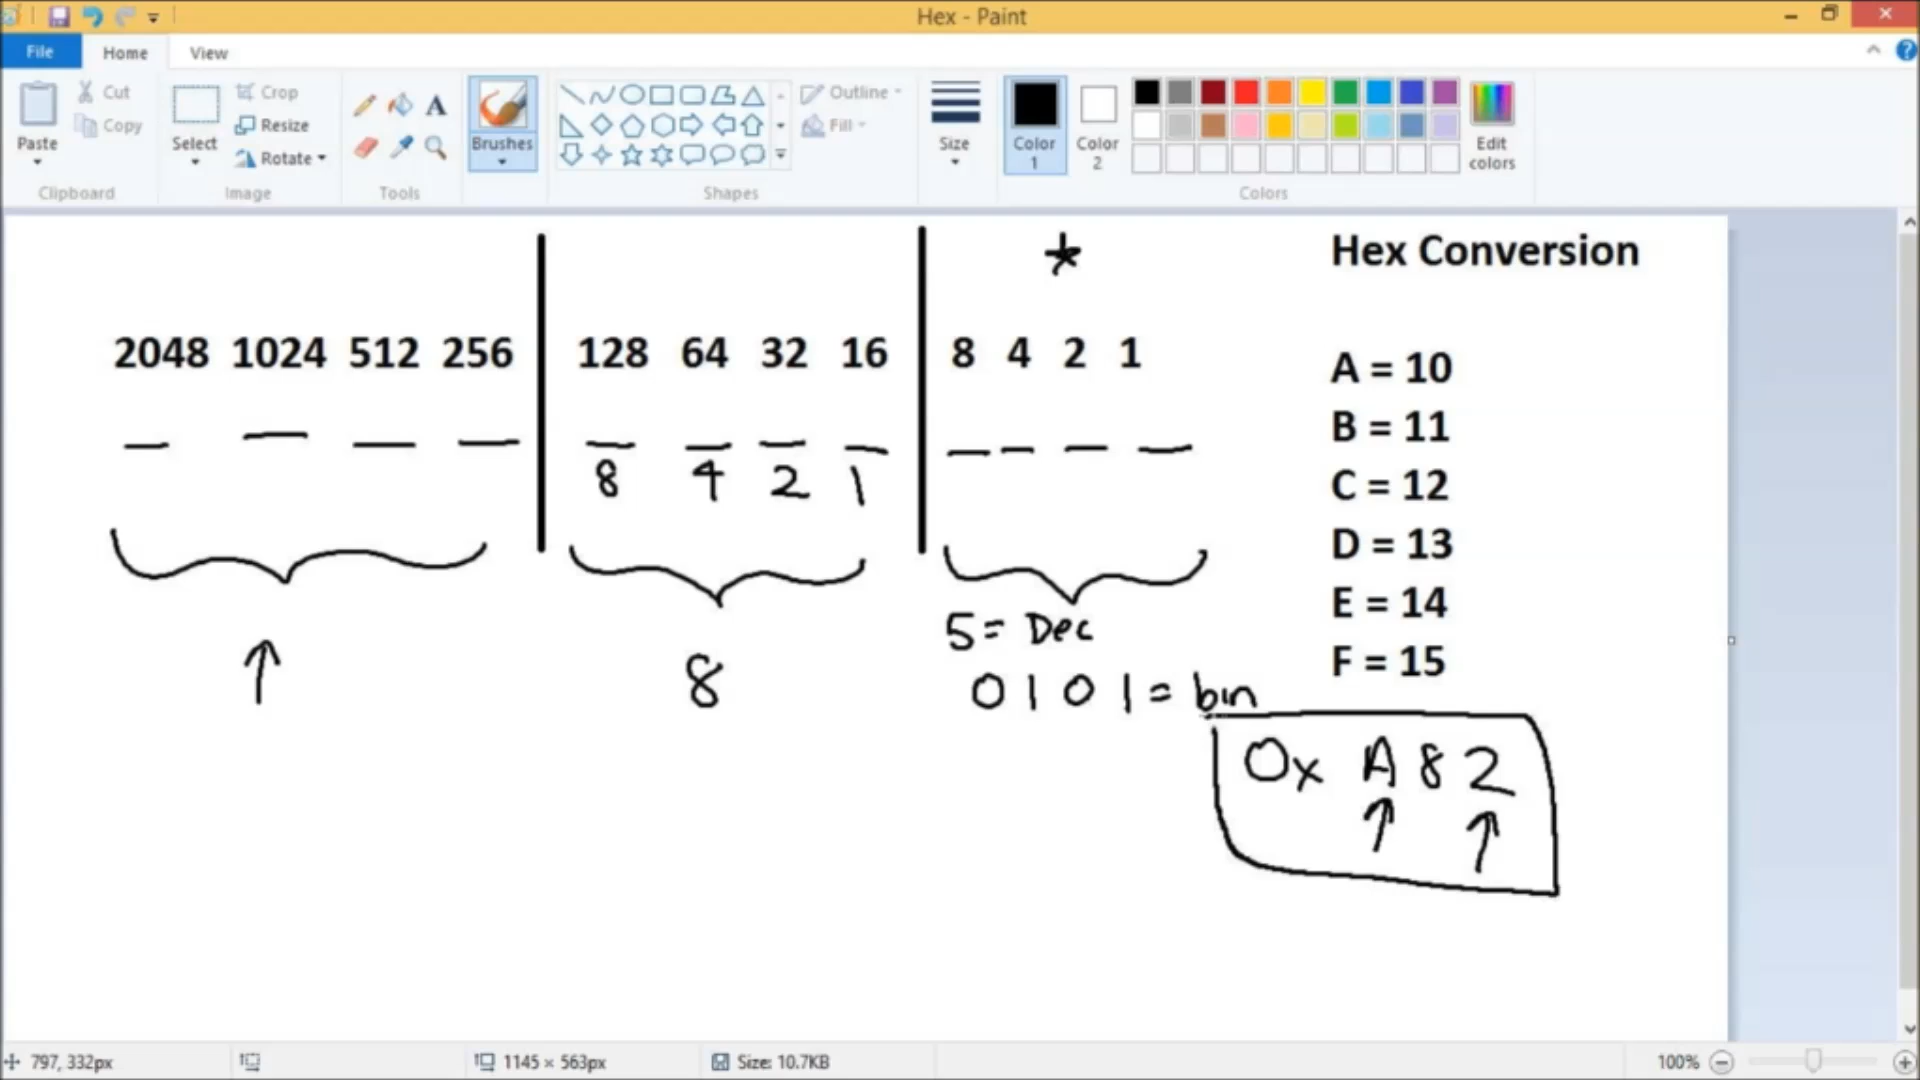 Hex - Paint
File Home View
Paste Cut Copy Clipboard
Select Crop Resize Rotate Image
Tools
Brushes
Outline Fill Shapes
Size
Color 1 Color 2 Edit colors Colors
*
Hex Conversion
2048 1024 512 256 128 64 32 16 8 4 2 1
8 4 2 1
A = 10
B = 11
C = 12
D = 13
E = 14
F = 15
5 = Dec
8
0 1 0 1 = bin
0x A 8 2
797, 332px 1145 × 563px Size: 10.7KB 100%